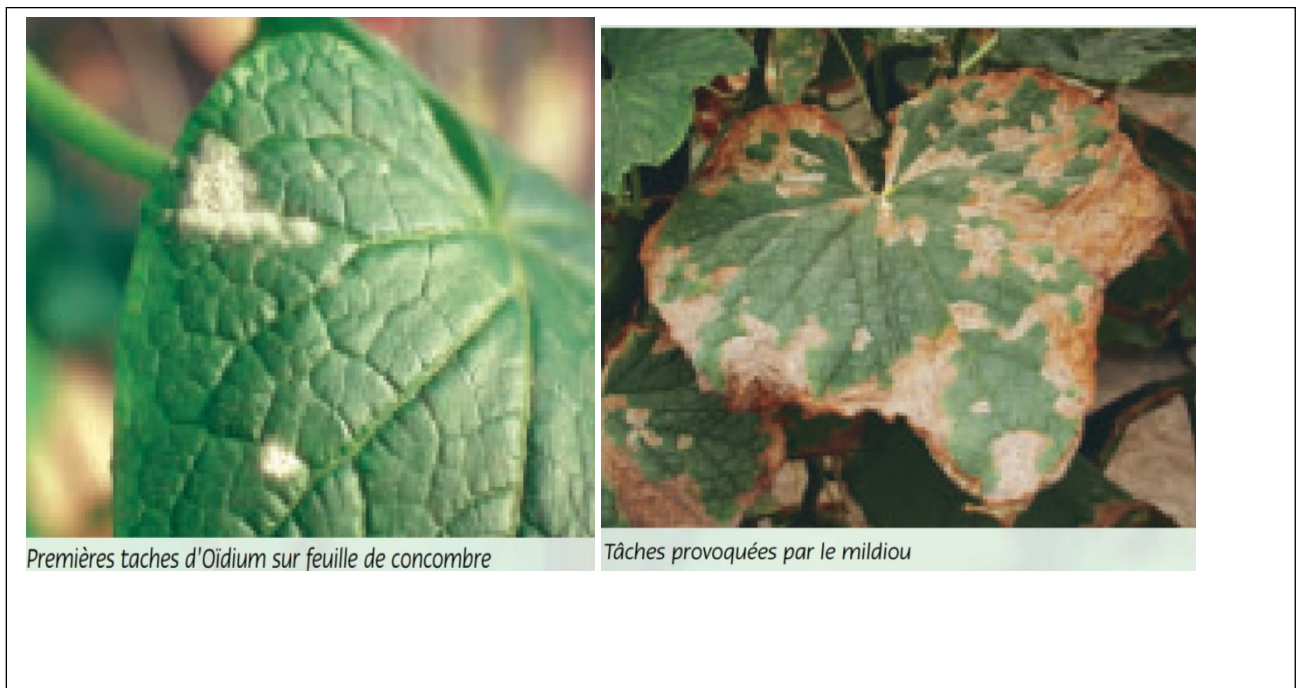 Premières taches d'Oïdium sur feuille de concombre
Tâches provoquées par le mildiou